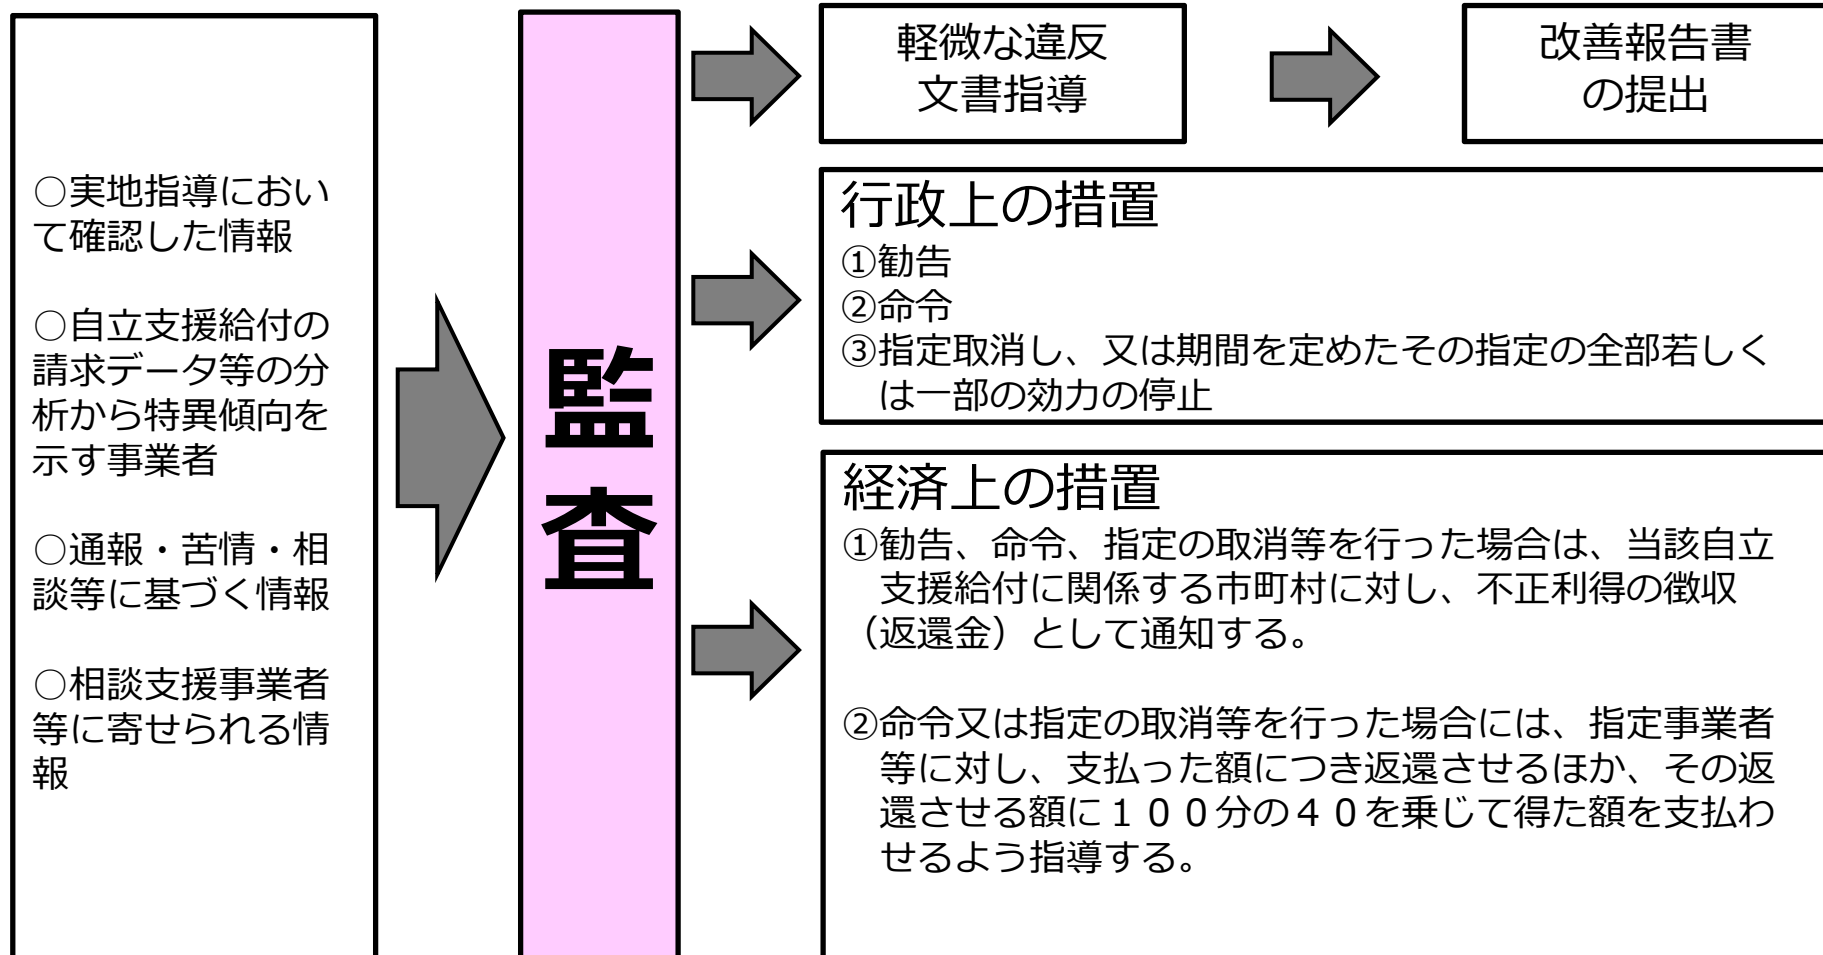 ○実地指導におい
て確認した情報
○自立支援給付の
請求データ等の分
析から特異傾向を
示す事業者
○通報・苦情・相
談等に基づく情報
○相談支援事業者
等に寄せられる情
報
監
査
軽微な違反
文書指導
改善報告書
の提出
行政上の措置
①勧告
②命令
③指定取消し、又は期間を定めたその指定の全部若しく
は一部の効力の停止
経済上の措置
①勧告、命令、指定の取消等を行った場合は、当該自立
支援給付に関係する市町村に対し、不正利得の徴収
（返還金）として通知する。
②命令又は指定の取消等を行った場合には、指定事業者
等に対し、支払った額につき返還させるほか、その返
還させる額に１００分の４０を乗じて得た額を支払わ
せるよう指導する。